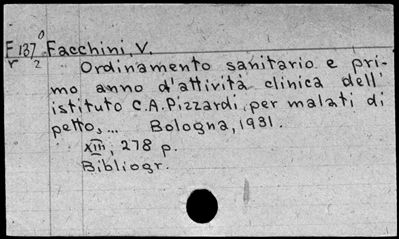 F137⁰ Facchini, V.
r 2 Ordinamento sanitario e pri-
mo anno d'attività clinica dell'
istituto C.A. Pizzardi per malati di
petto,... Bologna, 1931.
XIII, 278 p.
Bibliogr.